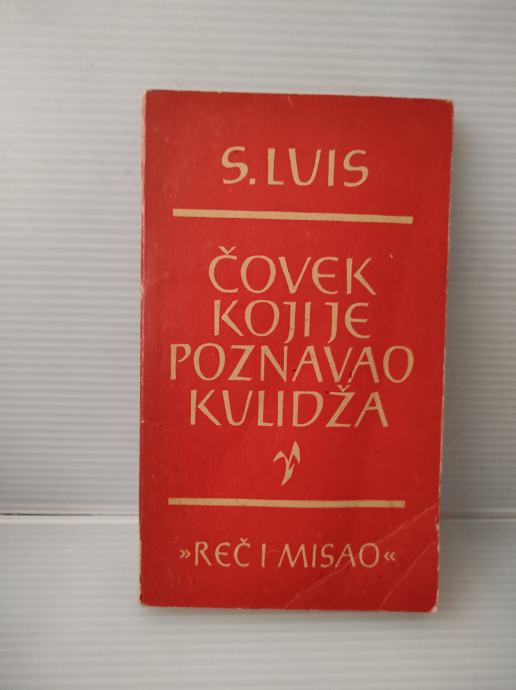 S. LUIS
ČOVEK
KOJI JE
POZNAVAO
KULIDŽA
»REČ I MISAO«